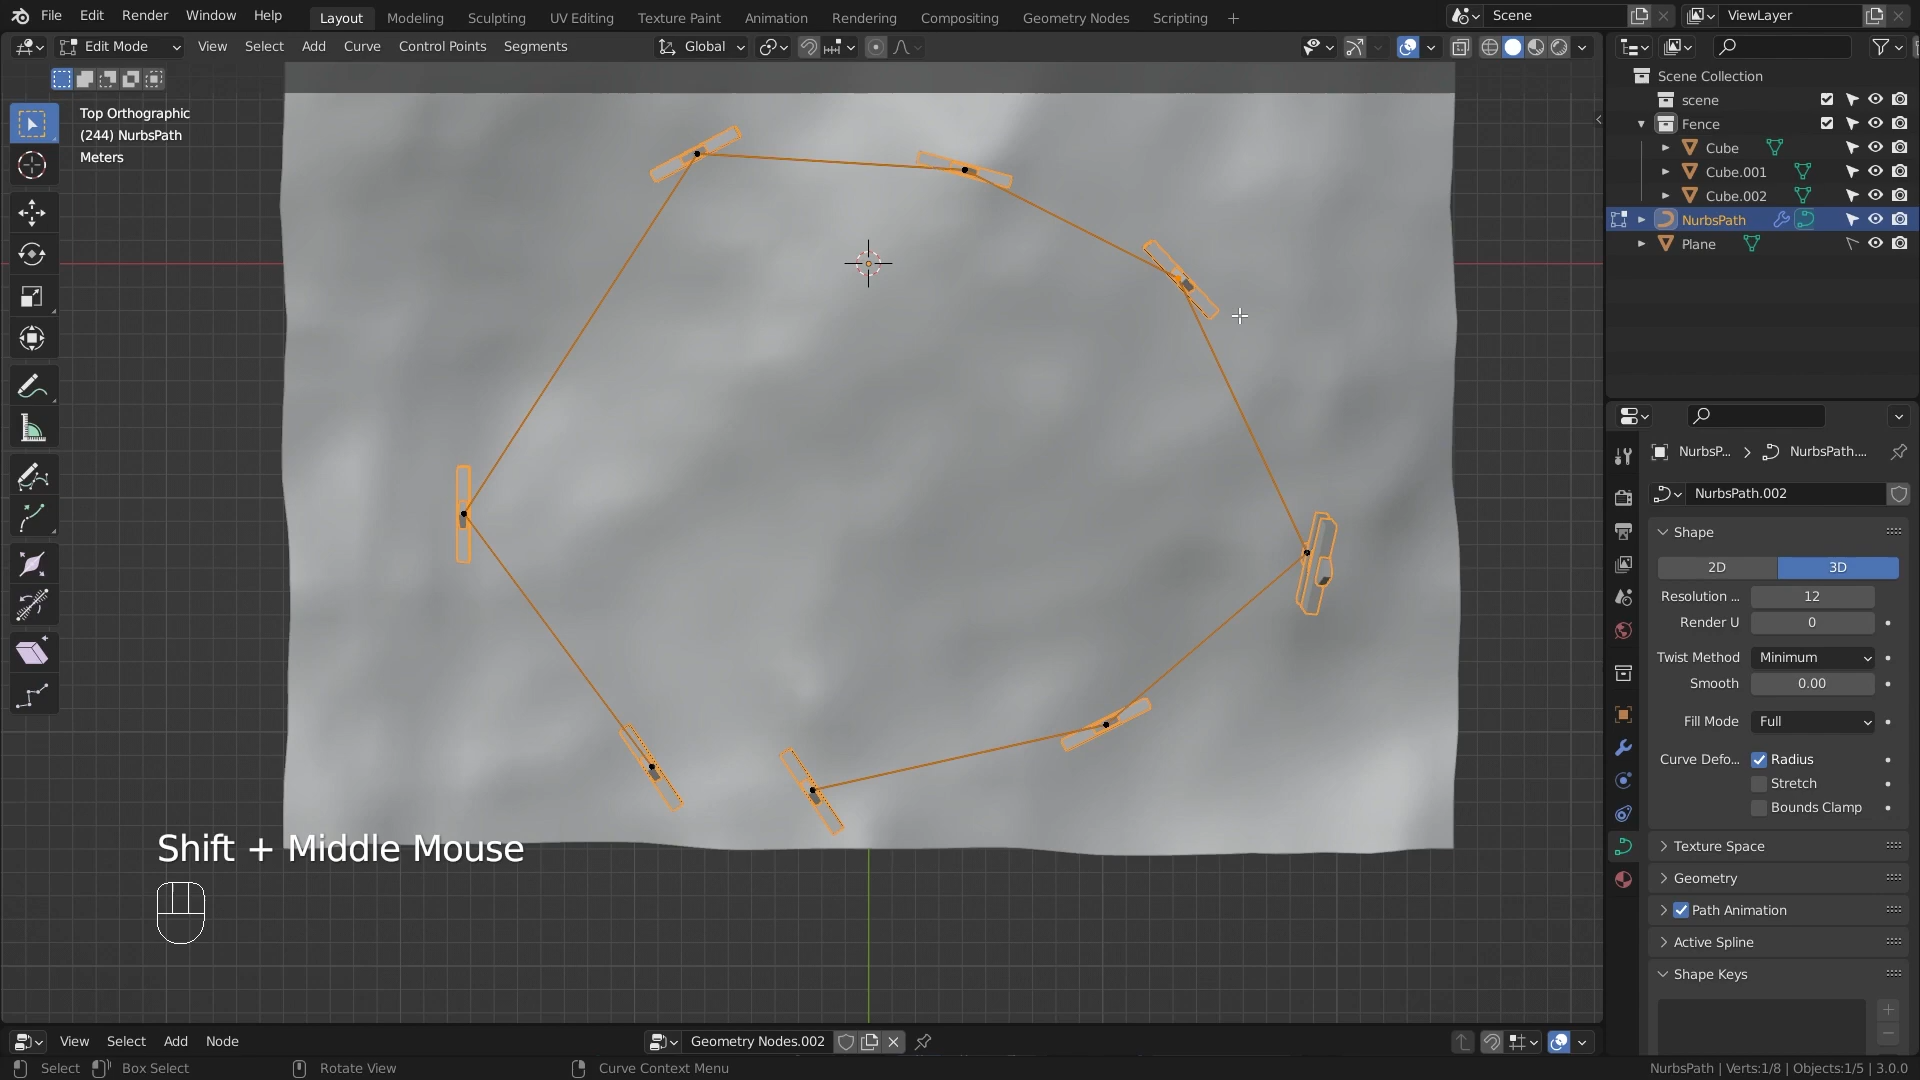 File Edit Render Window Help Layout Modeling Sculpting UV Editing Texture Paint Animation Rendering Compositing Geometry Nodes Scripting + Scene ViewLayer
Edit Mode View Select Add Curve Control Points Segments Global
Top Orthographic
(244) NurbsPath
Meters
Scene Collection
scene
Fence
Cube
Cube.001
Cube.002
NurbsPath
Plane
NurbsP... NurbsPath....
NurbsPath.002
Shape
2D 3D
Resolution ... 12
Render U 0
Twist Method Minimum
Smooth 0.00
Fill Mode Full
Curve Defo... Radius
Stretch
Bounds Clamp
Texture Space
Geometry
Path Animation
Active Spline
Shape Keys
Shift + Middle Mouse
View Select Add Node Geometry Nodes.002
Select Box Select Rotate View Curve Context Menu NurbsPath | Verts:1/8 | Objects:1/5 | 3.0.0